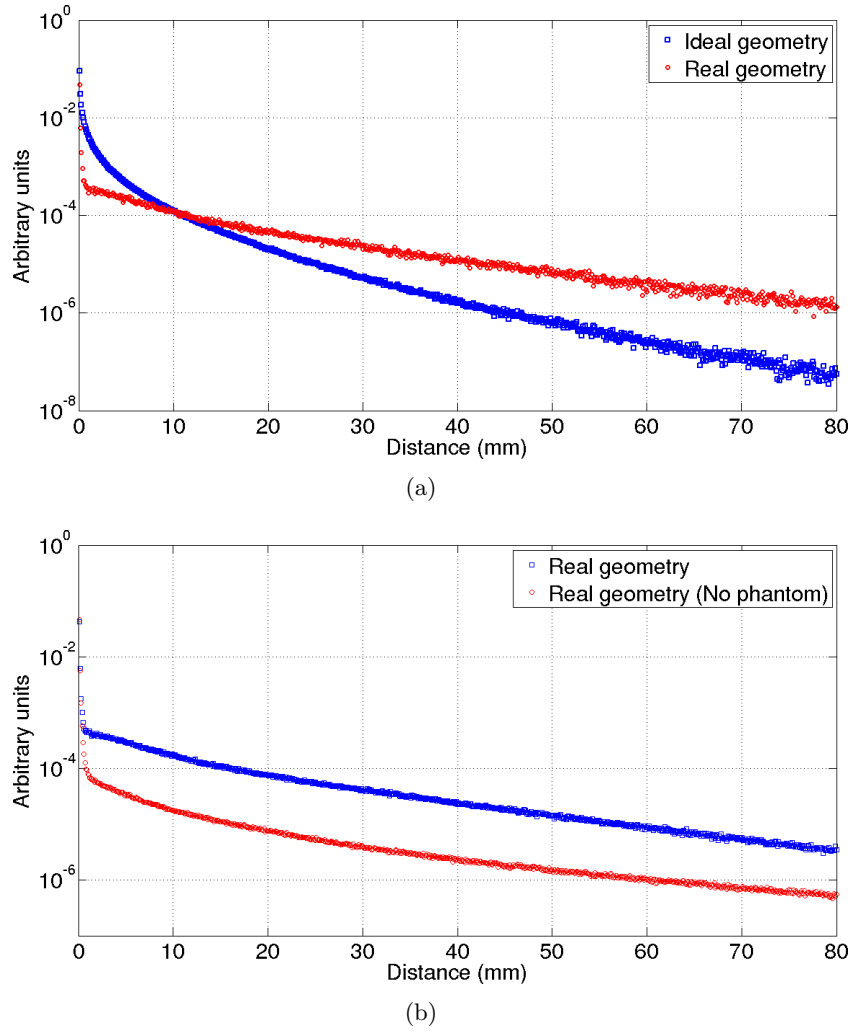 10^0
10^-2
10^-4
10^-6
10^-8
Arbitrary units
Ideal geometry
Real geometry
0 10 20 30 40 50 60 70 80
Distance (mm)
(a)
10^0
10^-2
10^-4
10^-6
Arbitrary units
Real geometry
Real geometry (No phantom)
0 10 20 30 40 50 60 70 80
Distance (mm)
(b)